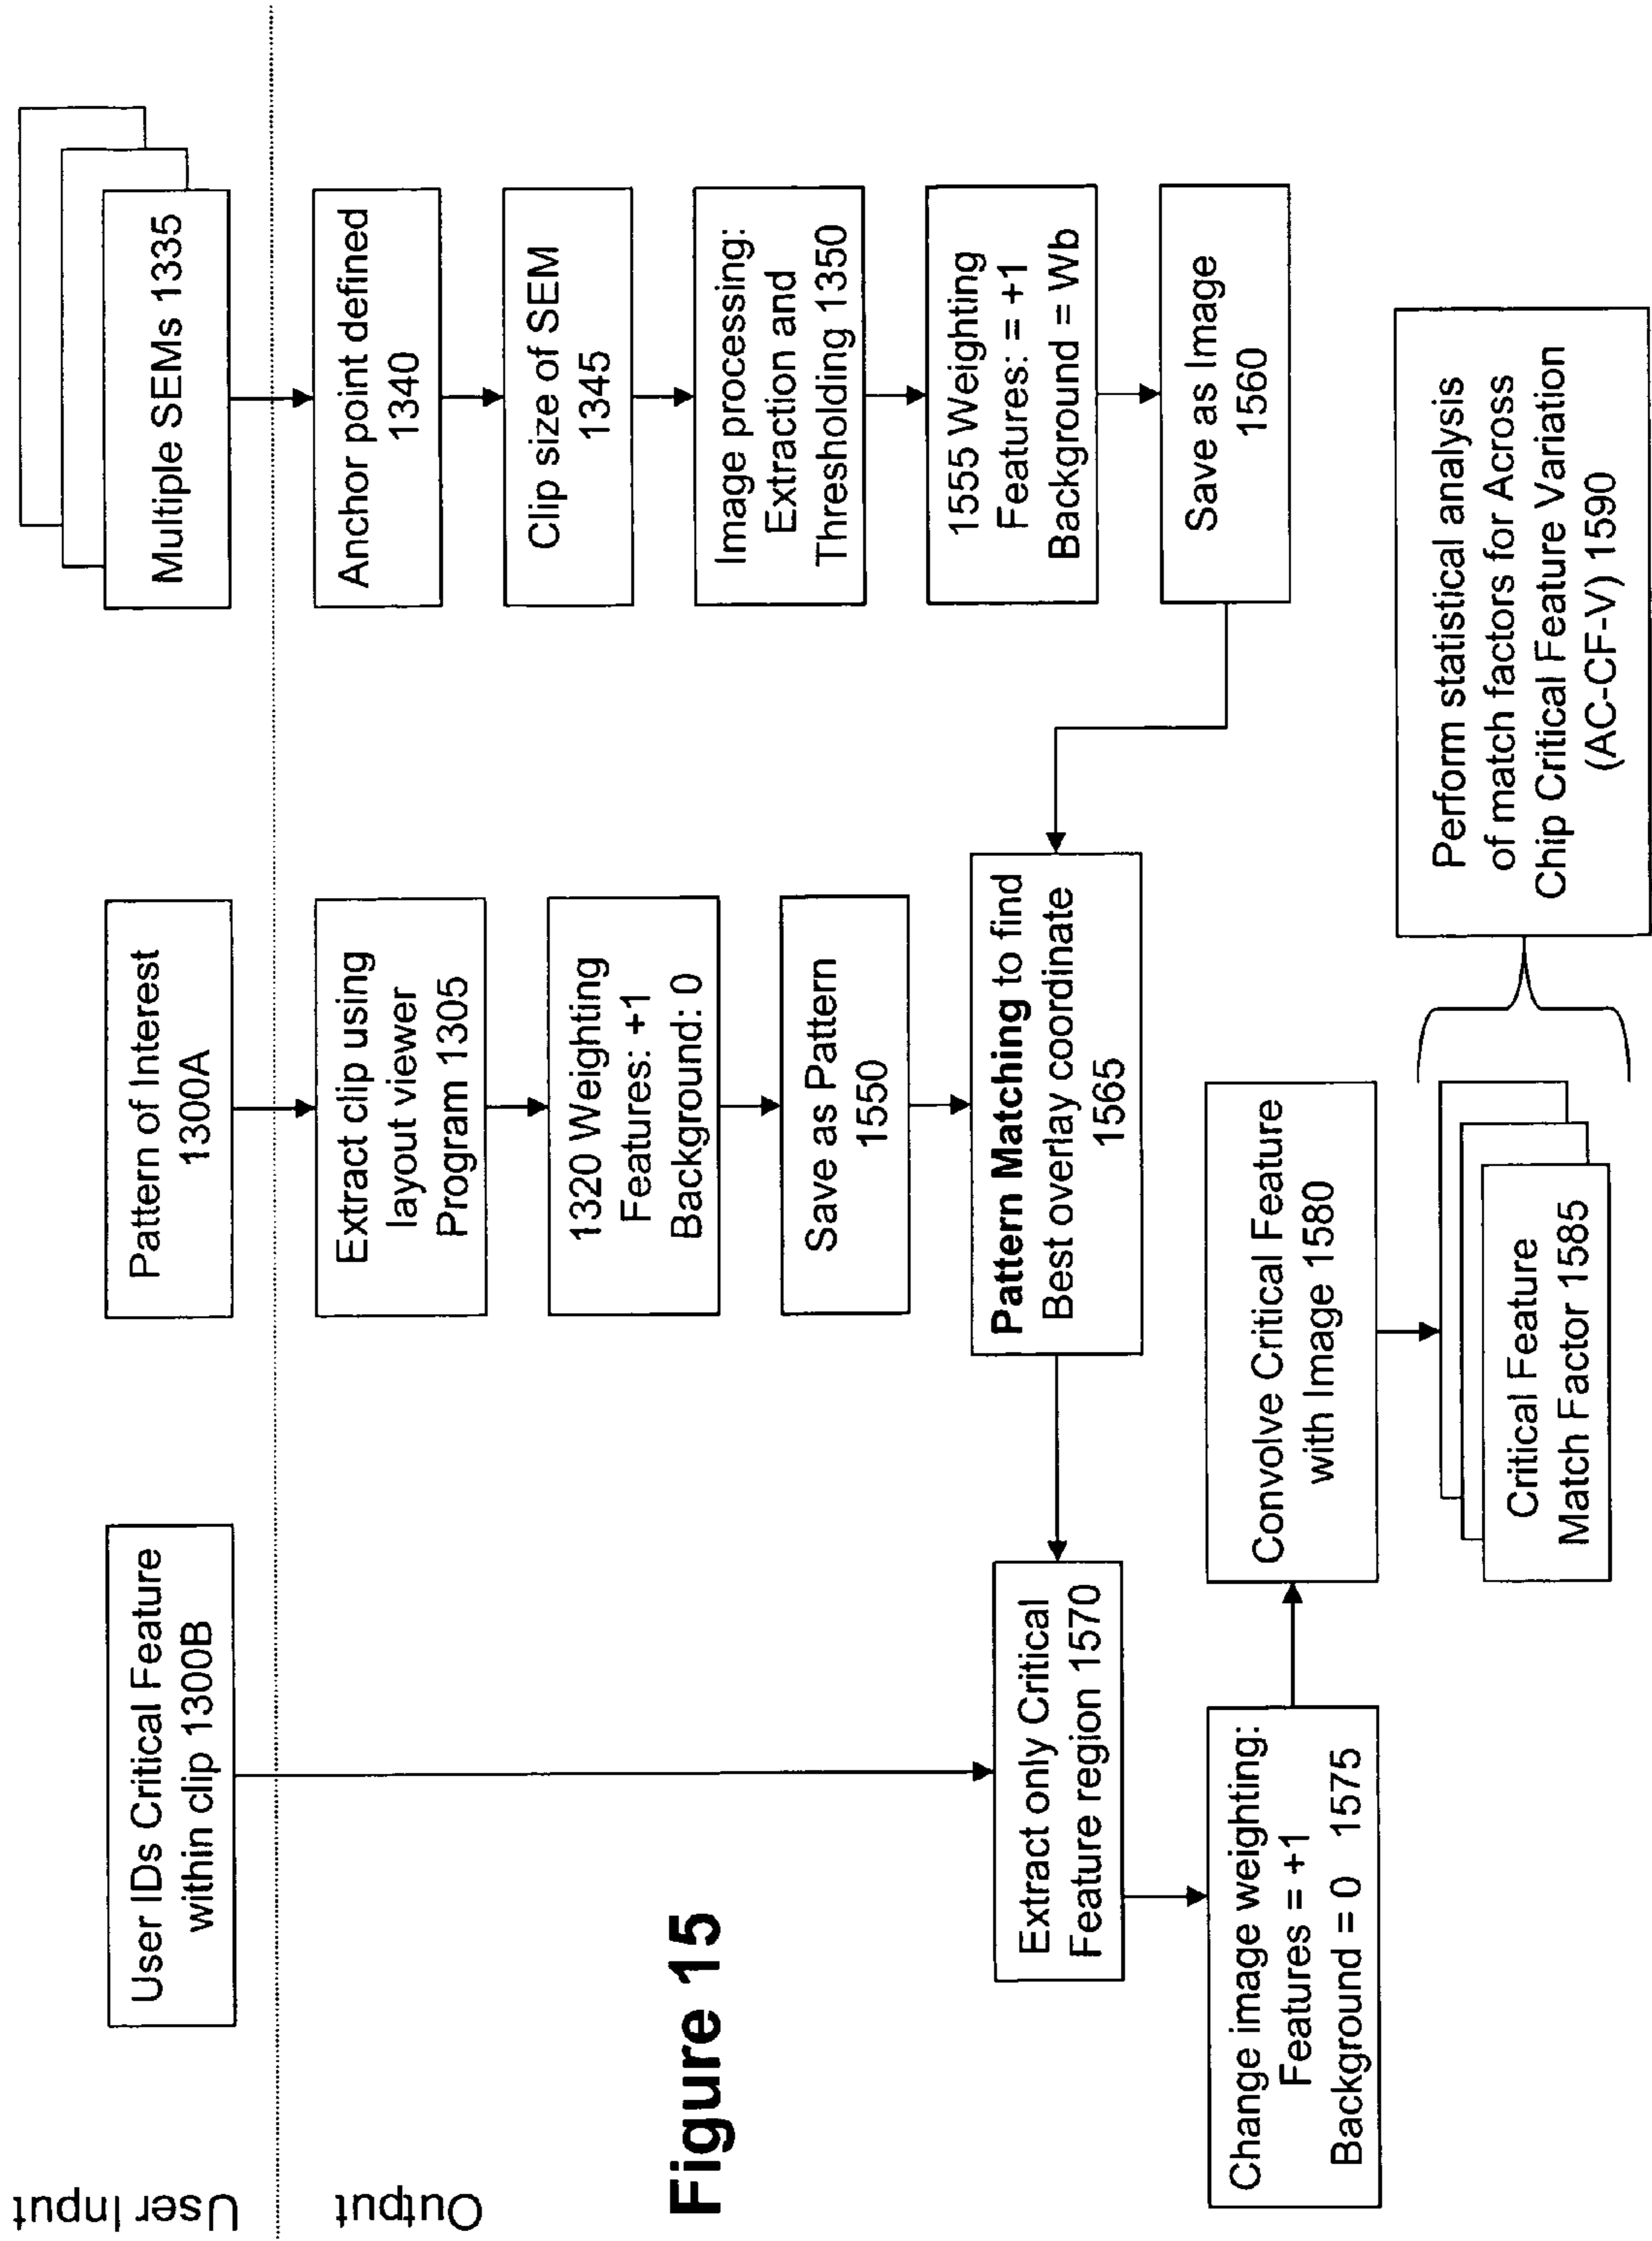 User Input
User IDs Critical Feature
within clip 1300B
Pattern of Interest
1300A
Multiple SEMs 1335
Output
Extract clip using
layout viewer
Program 1305
Anchor point defined
1340
1320 Weighting
Features: +1
Background: 0
Clip size of SEM
1345
Save as Pattern
1550
Image processing:
Extraction and
Thresholding 1350
1555 Weighting
Features: = +1
Background = Wb
Save as Image
1560
Figure 15
Pattern Matching to find
Best overlay coordinate
1565
Extract only Critical
Feature region 1570
Change image weighting:
Features = +1
Background = 0 1575
Convolve Critical Feature
with Image 1580
Critical Feature
Match Factor 1585
Perform statistical analysis
of match factors for Across
Chip Critical Feature Variation
(AC-CF-V) 1590